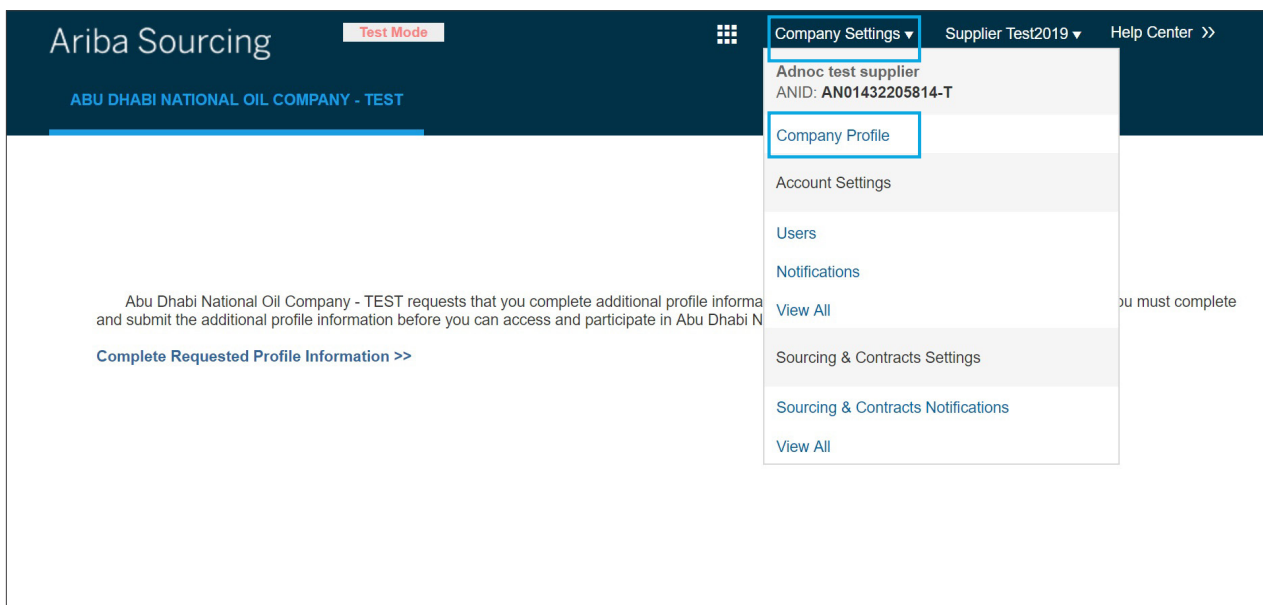 Ariba Sourcing
Test Mode
Company Settings ▾
Supplier Test2019 ▾
Help Center >>
ABU DHABI NATIONAL OIL COMPANY - TEST
Adnoc test supplier
ANID: AN01432205814-T
Company Profile
Account Settings
Users
Notifications
View All
Sourcing & Contracts Settings
Sourcing & Contracts Notifications
View All
Abu Dhabi National Oil Company - TEST requests that you complete additional profile must complete
and submit the additional profile information before you can access and participate in Abu Dhabi
Complete Requested Profile Information >>